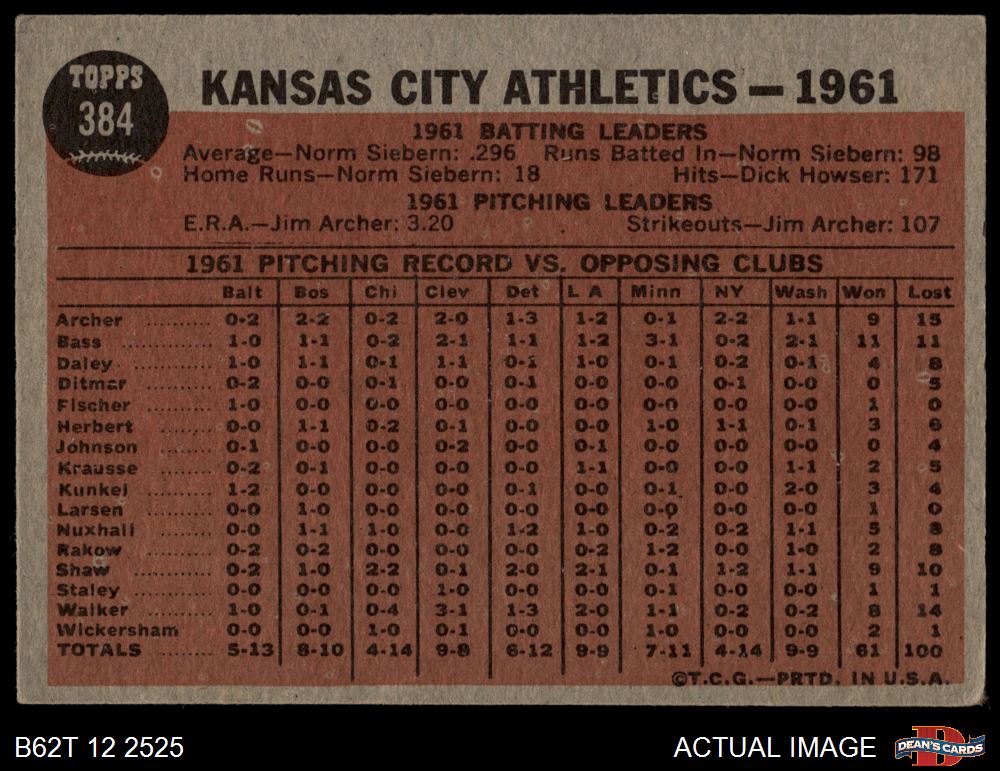 TOPPS
384
KANSAS CITY ATHLETICS — 1961
1961 BATTING LEADERS
Average—Norm Siebern: .296 Runs Batted In—Norm Siebern: 98
Home Runs—Norm Siebern: 18 Hits—Dick Howser: 171
1961 PITCHING LEADERS
E.R.A.—Jim Archer: 3.20 Strikeouts—Jim Archer: 107
1961 PITCHING RECORD VS. OPPOSING CLUBS
Balt Bos Chi Clev Det L A Minn NY Wash Won Lost
Archer .......... 0-2 2-2 0-2 2-0 1-3 1-2 0-1 2-2 1-1 9 15
Bass .......... 1-0 1-1 0-2 2-1 1-1 1-2 3-1 0-2 2-1 11 11
Daley .......... 1-0 1-1 0-1 1-1 0-1 1-0 0-1 0-2 0-1 4 8
Ditmar .......... 0-2 0-0 0-1 0-0 0-1 0-0 0-0 0-1 0-0 0 5
Fischer .......... 1-0 0-0 0-0 0-0 0-0 0-0 0-0 0-0 0-0 1 0
Herbert .......... 0-0 1-1 0-2 0-1 0-0 0-0 1-0 1-1 0-1 3 6
Johnson .......... 0-1 0-0 0-0 0-2 0-0 0-1 0-0 0-0 0-0 0 4
Krausse .......... 0-2 0-1 0-0 0-0 0-0 1-1 0-0 0-0 1-1 2 5
Kunkel .......... 1-2 0-0 0-0 0-0 0-1 0-0 0-1 0-0 2-0 3 4
Larsen .......... 0-0 1-0 0-0 0-0 0-0 0-0 0-0 0-0 0-0 1 0
Nuxhall .......... 0-0 1-1 1-0 0-0 1-2 1-0 0-2 0-2 1-1 5 8
Rakow .......... 0-2 0-2 0-0 0-0 0-0 0-2 1-2 0-0 1-0 2 8
Shaw .......... 0-2 1-0 2-2 0-1 2-0 2-1 0-1 1-2 1-1 9 10
Staley .......... 0-0 0-0 0-0 1-0 0-0 0-0 0-1 0-0 0-0 1 1
Walker .......... 1-0 0-1 0-4 3-1 1-3 2-0 1-1 0-2 0-2 8 14
Wickersham 0-0 0-0 1-0 0-1 0-0 0-0 1-0 0-0 0-0 2 1
TOTALS .......... 5-13 8-10 4-14 9-8 6-12 9-9 7-11 4-14 9-9 61 100
©T.C.G.—PRTD. IN U.S.A.
B62T 12 2525 ACTUAL IMAGE DEAN'S CARDS